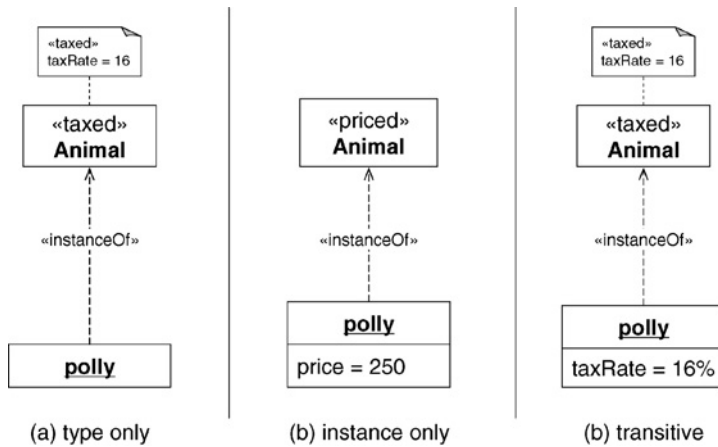 «taxed»
taxRate = 16
«taxed»
Animal
«instanceOf»
polly
(a) type only
«priced»
Animal
«instanceOf»
polly
price = 250
(b) instance only
«taxed»
taxRate = 16
«taxed»
Animal
«instanceOf»
polly
taxRate = 16%
(b) transitive